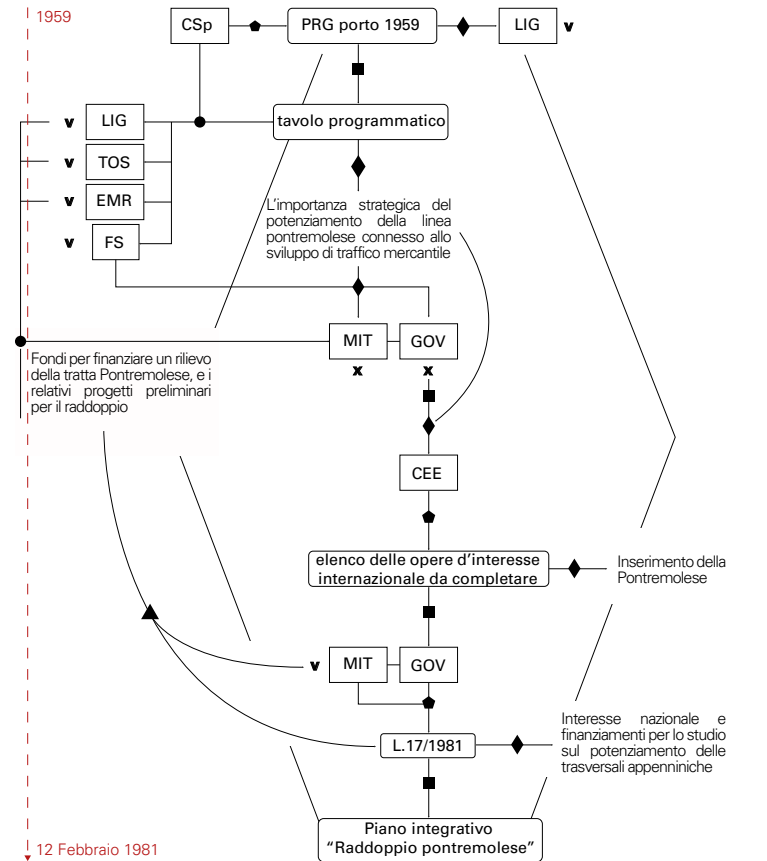 1959
CSp
PRG porto 1959
LIG
v
v
LIG
tavolo programmatico
v
TOS
v
EMR
v
FS
L'importanza strategica del
potenziamento della linea
pontremolese connesso allo
sviluppo di traffico mercantile
MIT
GOV
x
x
Fondi per finanziare un rilievo
della tratta Pontremolese, e i
relativi progetti preliminari
per il raddoppio
CEE
elenco delle opere d'interesse
internazionale da completare
Inserimento della
Pontremolese
v
MIT
GOV
L.17/1981
Interesse nazionale e
finanziamenti per lo studio
sul potenziamento delle
trasversali appenniniche
Piano integrativo
“Raddoppio pontremolese”
12 Febbraio 1981